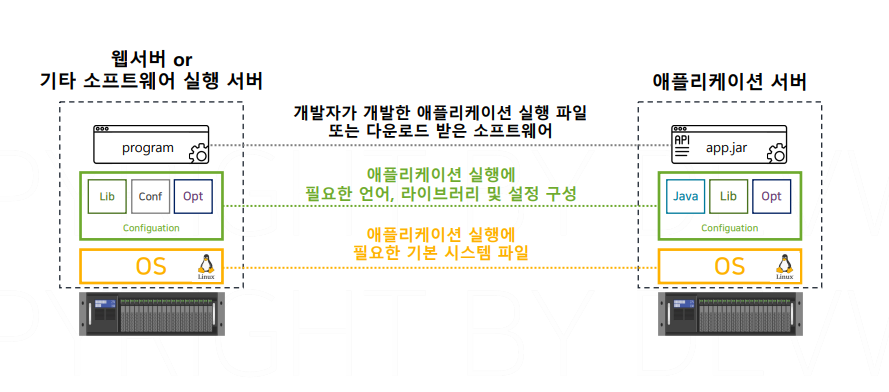 웹서버 or
기타 소프트웨어 실행 서버
애플리케이션 서버
개발자가 개발한 애플리케이션 실행 파일
또는 다운로드 받은 소프트웨어
program
API
app.jar
애플리케이션 실행에
필요한 언어, 라이브러리 및 설정 구성
Lib Conf Opt
Configuation
Java Lib Opt
Configuation
애플리케이션 실행에
필요한 기본 시스템 파일
OS
Linux
OS
Linux